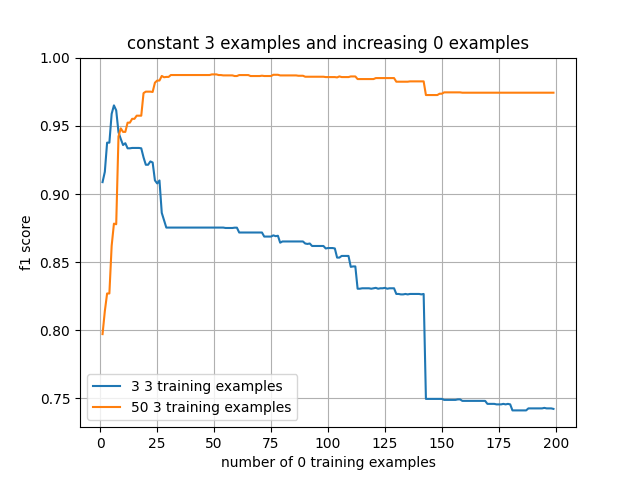 constant 3 examples and increasing 0 examples
f1 score
1.00
0.95
0.90
0.85
0.80
0.75
3 3 training examples
50 3 training examples
0 25 50 75 100 125 150 175 200
number of 0 training examples